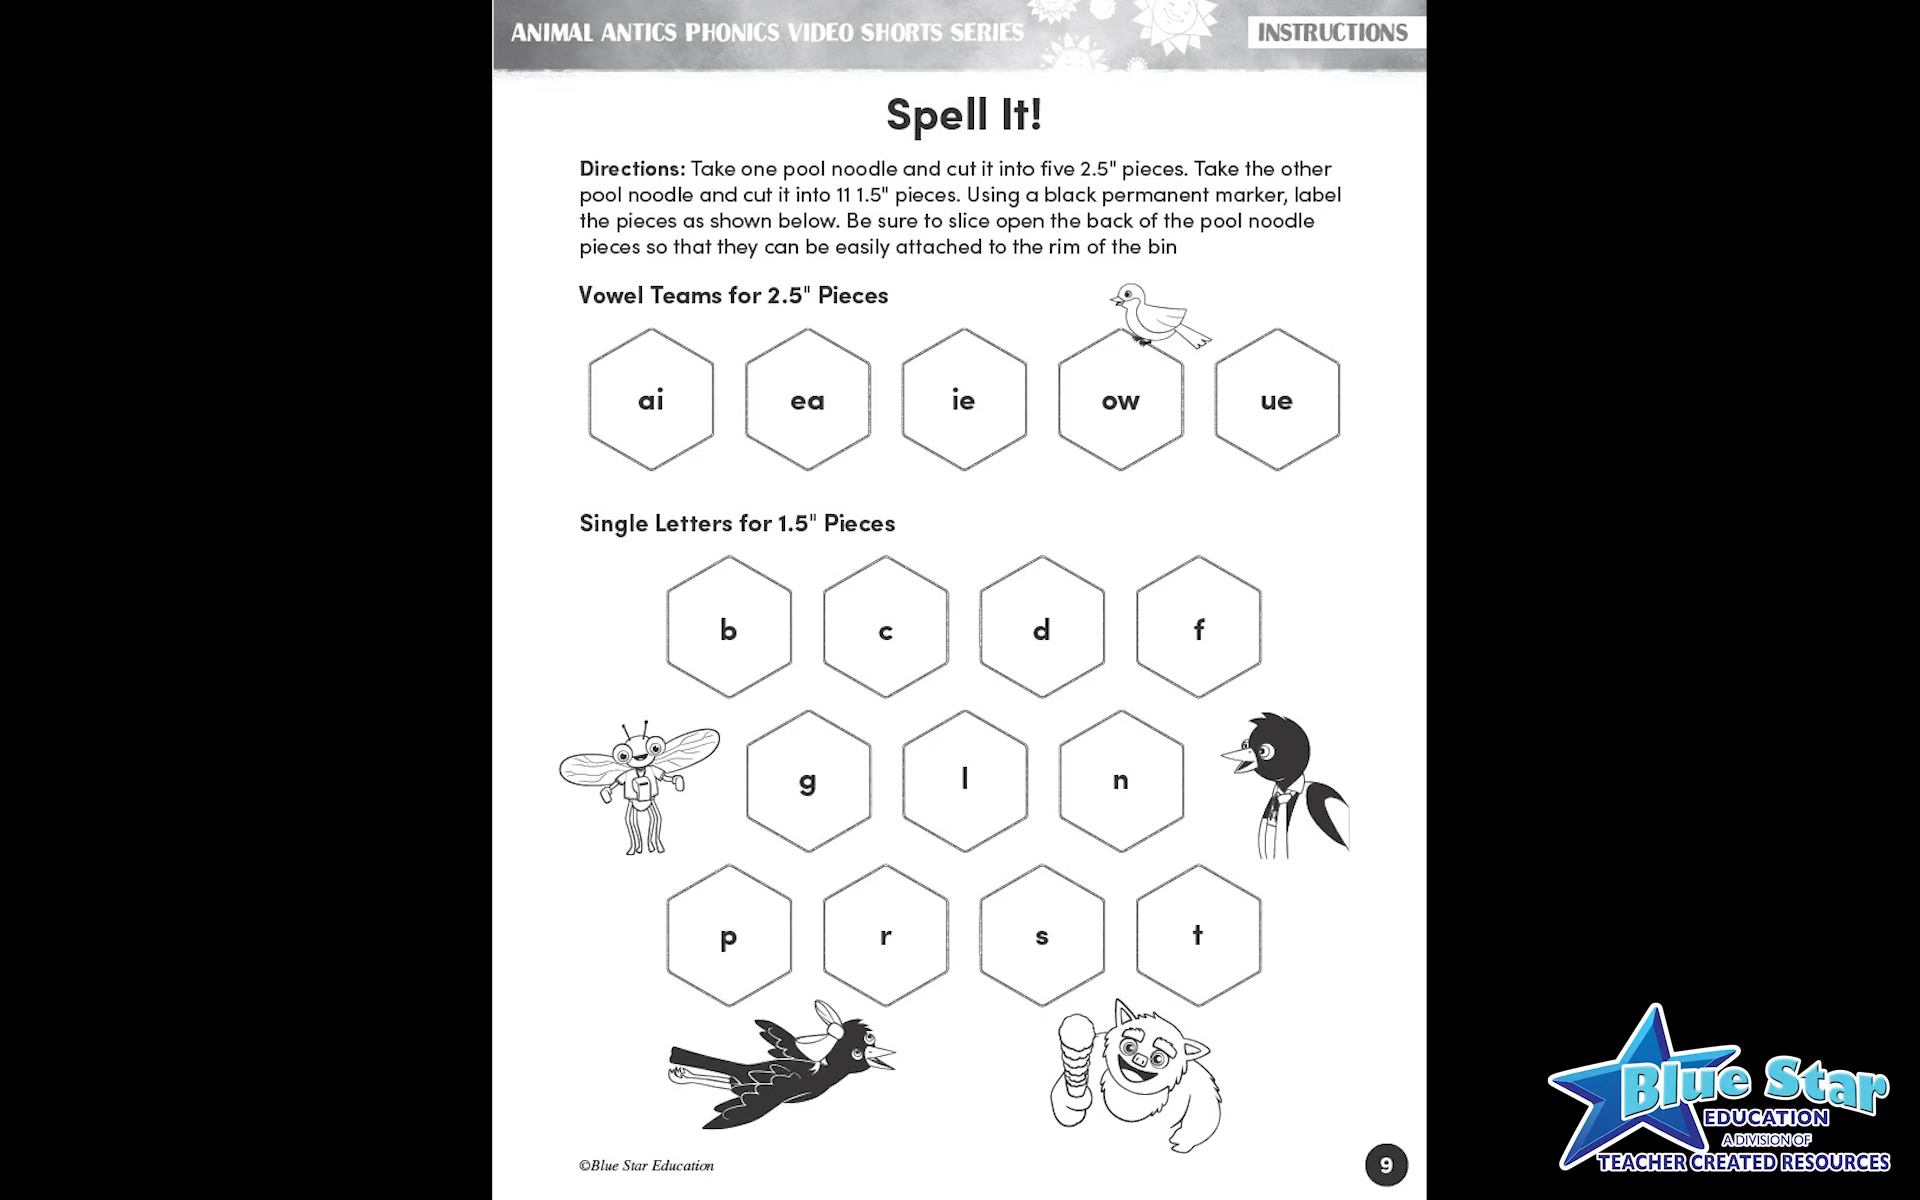 ANIMAL ANTICS PHONICS VIDEO SHORTS SERIES
INSTRUCTIONS
Spell It!
Directions: Take one pool noodle and cut it into five 2.5" pieces. Take the other
pool noodle and cut it into 11 1.5" pieces. Using a black permanent marker, label
the pieces as shown below. Be sure to slice open the back of the pool noodle
pieces so that they can be easily attached to the rim of the bin
Vowel Teams for 2.5" Pieces
ai ea ie ow ue
Single Letters for 1.5" Pieces
b c d f
g l n
p r s t
©Blue Star Education
9
Blue Star
EDUCATION
A DIVISION OF
TEACHER CREATED RESOURCES